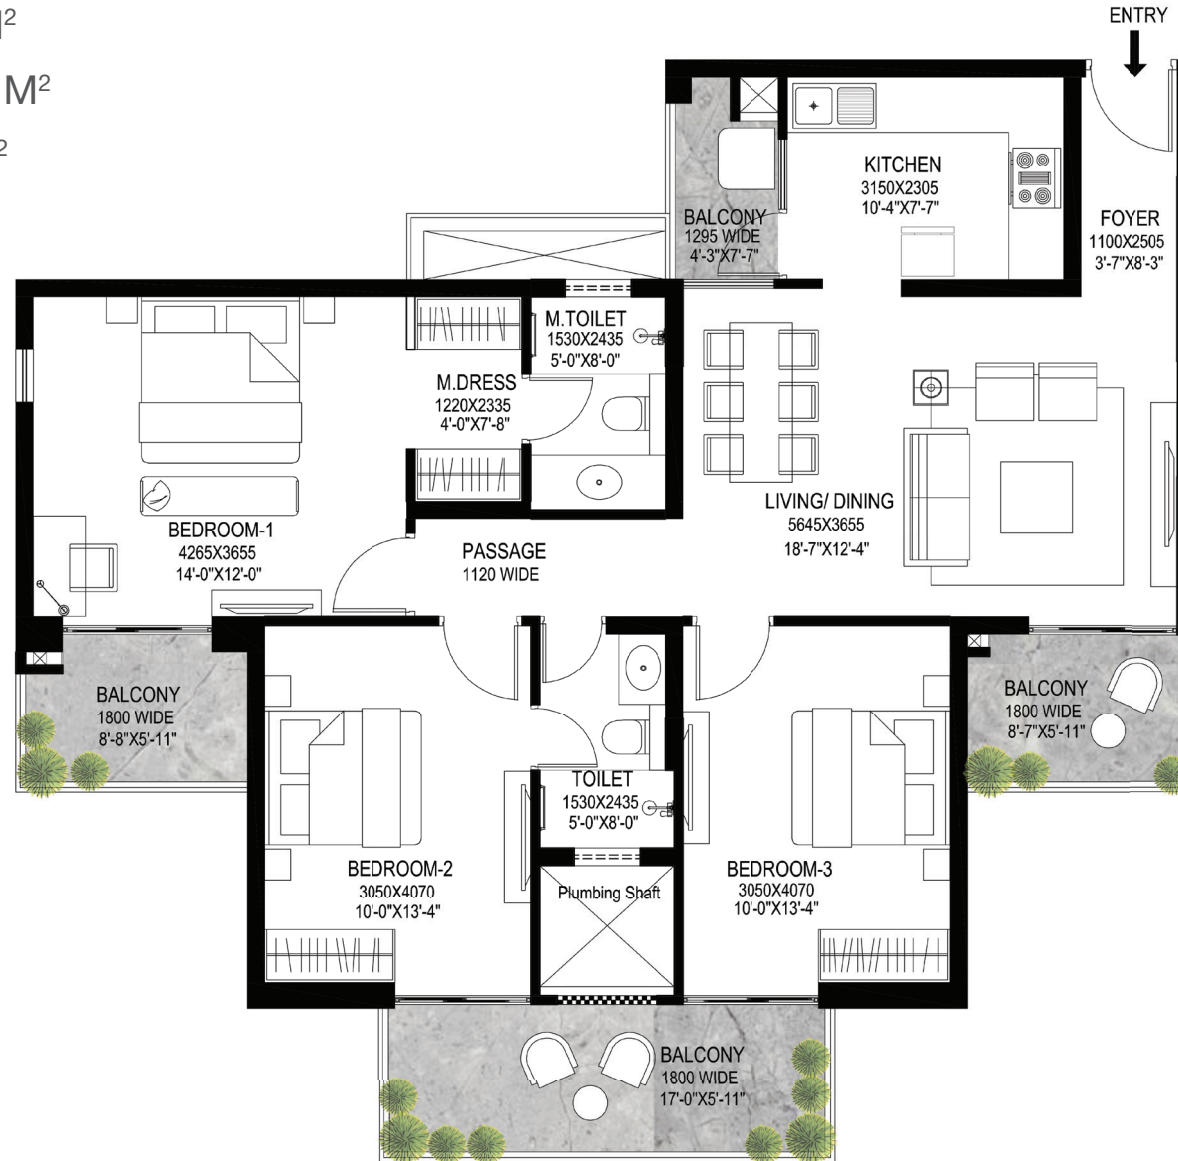 M²
ENTRY
KITCHEN
3150X2305
10'-4"X7'-7"
BALCONY
1295 WIDE
4'-3"X7'-7"
FOYER
1100X2505
3'-7"X8'-3"
M.TOILET
1530X2435
5'-0"X8'-0"
M.DRESS
1220X2335
4'-0"X7'-8"
LIVING/ DINING
5645X3655
18'-7"X12'-4"
BEDROOM-1
4265X3655
14'-0"X12'-0"
PASSAGE
1120 WIDE
BALCONY
1800 WIDE
8'-8"X5'-11"
BALCONY
1800 WIDE
8'-7"X5'-11"
TOILET
1530X2435
5'-0"X8'-0"
BEDROOM-2
3050X4070
10'-0"X13'-4"
Plumbing Shaft
BEDROOM-3
3050X4070
10'-0"X13'-4"
BALCONY
1800 WIDE
17'-0"X5'-11"